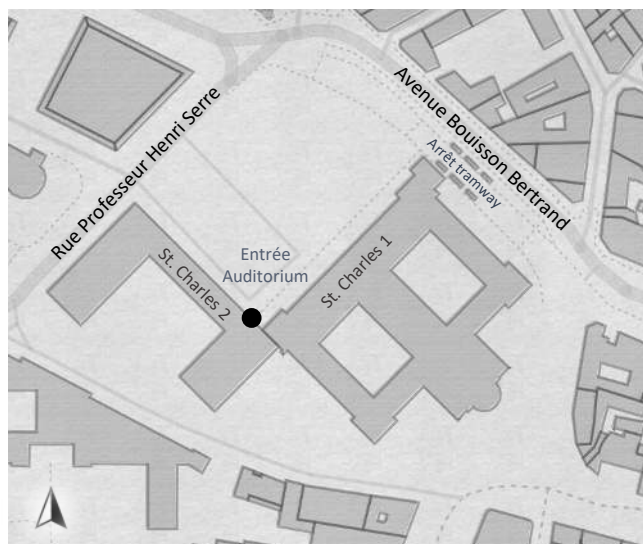 Avenue Bouisson Bertrand
Rue Professeur Henri Serre
Arrêt tramway
Entrée
Auditorium
St. Charles 1
St. Charles 2